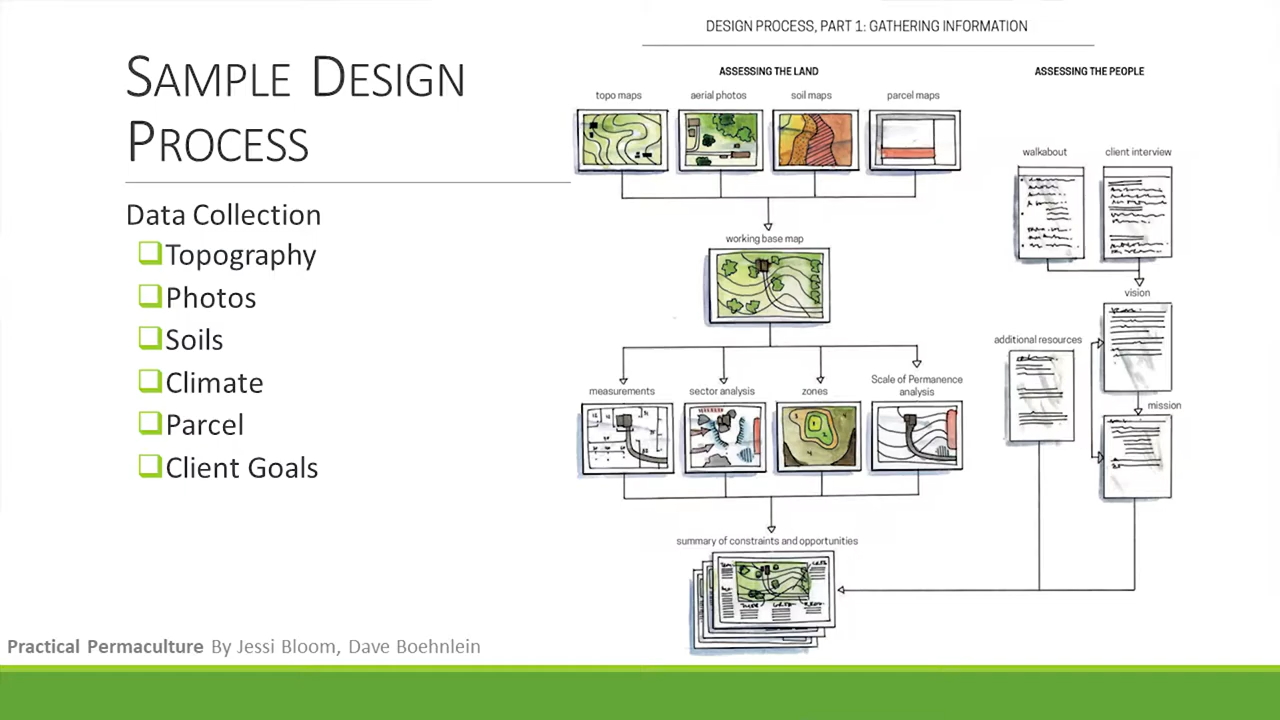 SAMPLE DESIGN
PROCESS
Data Collection
Topography
Photos
Soils
Climate
Parcel
Client Goals
DESIGN PROCESS, PART 1: GATHERING INFORMATION
ASSESSING THE LAND
topo maps
aerial photos
soil maps
parcel maps
working base map
measurements
sector analysis
zones
Scale of Permanence
analysis
summary of constraints and opportunities
ASSESSING THE PEOPLE
walkabout
client interview
vision
additional resources
mission
Practical Permaculture By Jessi Bloom, Dave Boehnlein